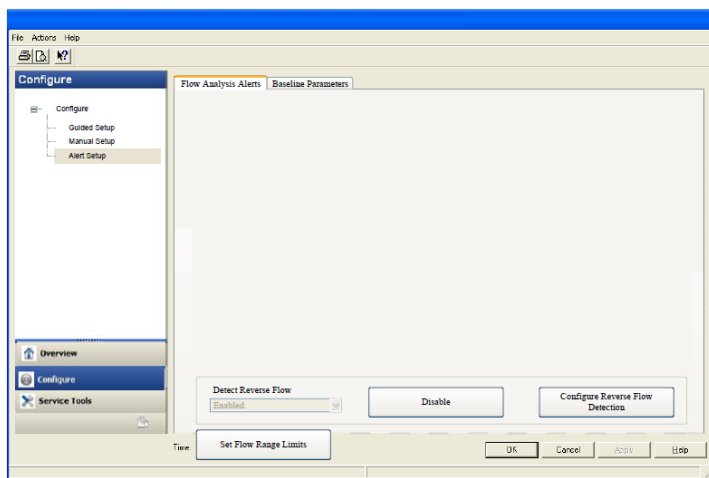 File Actions Help
Configure
Flow Analysis Alerts Baseline Parameters
Configure
Guided Setup
Manual Setup
Alert Setup
Overview
Configure
Service Tools
Detect Reverse Flow
Enabled
Disable
Configure Reverse Flow
Detection
Time:
Set Flow Range Limits
OK Cancel Apply Help